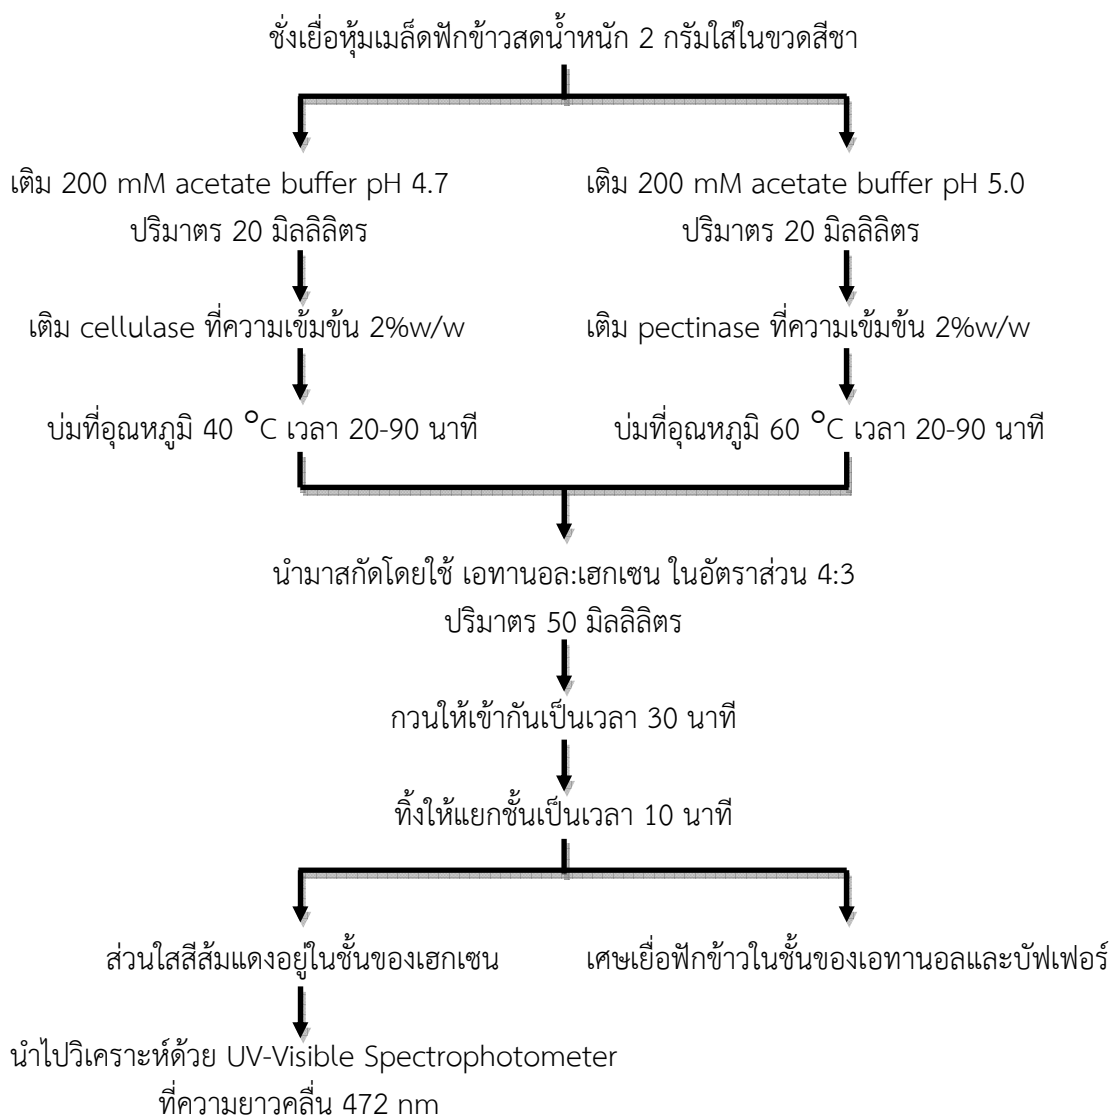 ชั่งเยื่อหุ้มเมล็ดฟักข้าวสดน้ำหนัก 2 กรัมใส่ในขวดสีชา
เติม 200 mM acetate buffer pH 4.7
ปริมาตร 20 มิลลิลิตร
เติม cellulase ที่ความเข้มข้น 2%w/w
บ่มที่อุณหภูมิ 40 °C เวลา 20-90 นาที
เติม 200 mM acetate buffer pH 5.0
ปริมาตร 20 มิลลิลิตร
เติม pectinase ที่ความเข้มข้น 2%w/w
บ่มที่อุณหภูมิ 60 °C เวลา 20-90 นาที
นำมาสกัดโดยใช้ เอทานอล:เฮกเซน ในอัตราส่วน 4:3
ปริมาตร 50 มิลลิลิตร
กวนให้เข้ากันเป็นเวลา 30 นาที
ทิ้งให้แยกชั้นเป็นเวลา 10 นาที
ส่วนใสสีส้มแดงอยู่ในชั้นของเฮกเซน
เศษเยื่อฟักข้าวในชั้นของเอทานอลและบัฟเฟอร์
นำไปวิเคราะห์ด้วย UV-Visible Spectrophotometer
ที่ความยาวคลื่น 472 nm